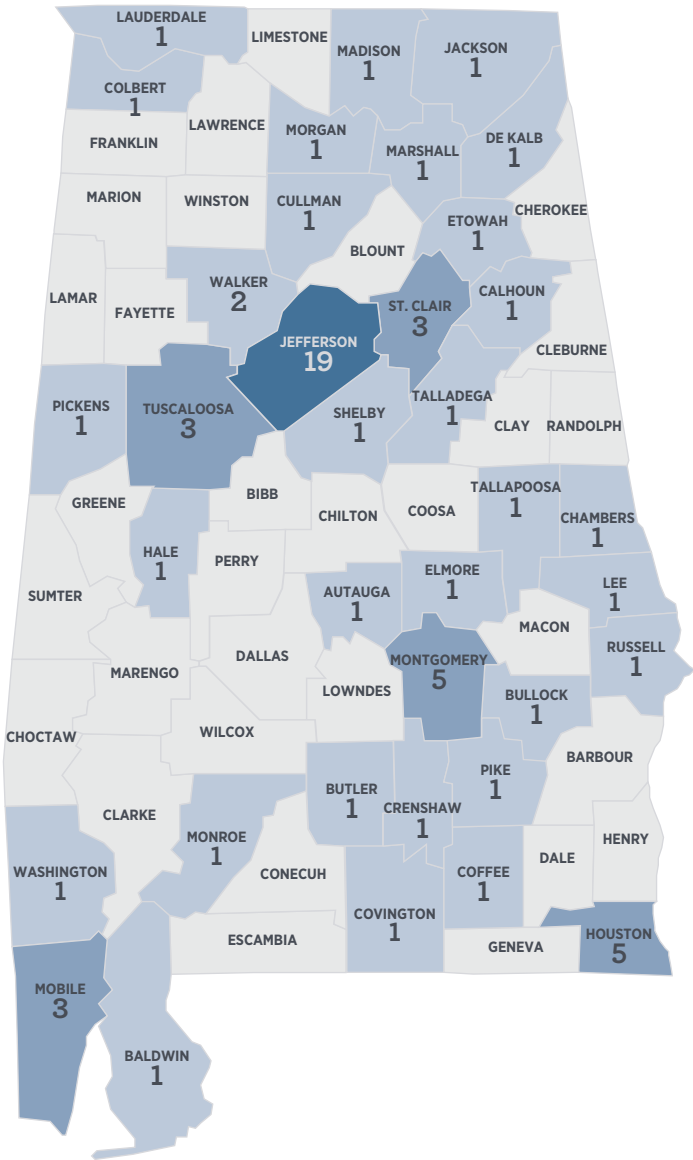 LAUDERDALE
1
LIMESTONE
MADISON
1
JACKSON
1
COLBERT
1
LAWRENCE
FRANKLIN
MORGAN
1
MARSHALL
1
DE KALB
1
MARION
WINSTON
CULLMAN
1
CHEROKEE
ETOWAH
1
BLOUNT
LAMAR
FAYETTE
WALKER
2
ST. CLAIR
3
CALHOUN
1
JEFFERSON
19
CLEBURNE
PICKENS
1
TUSCALOOSA
3
SHELBY
1
TALLADEGA
1
CLAY
RANDOLPH
GREENE
BIBB
CHILTON
COOSA
TALLAPOOSA
1
CHAMBERS
1
HALE
1
PERRY
SUMTER
AUTAUGA
1
ELMORE
1
LEE
1
MACON
RUSSELL
1
MARENGO
DALLAS
LOWNDES
MONTGOMERY
5
BULLOCK
1
CHOCTAW
WILCOX
BARBOUR
CLARKE
BUTLER
1
CRENSHAW
1
PIKE
1
WASHINGTON
1
MONROE
1
CONECUH
COFFEE
1
DALE
HENRY
ESCAMBIA
COVINGTON
1
GENEVA
HOUSTON
5
MOBILE
3
BALDWIN
1